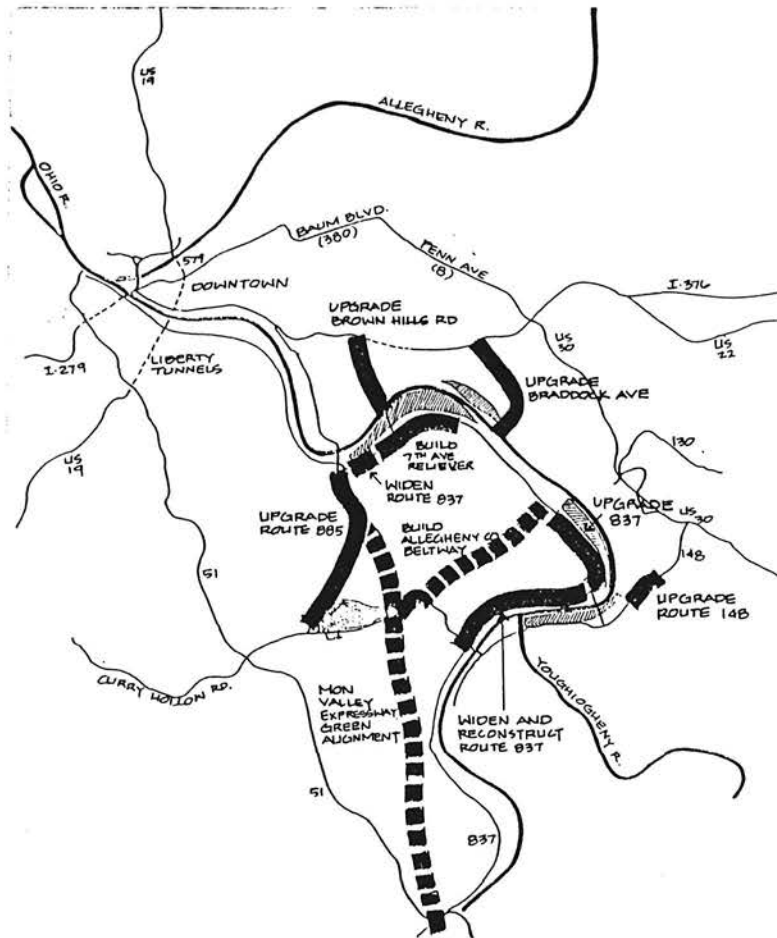 US
19
ALLEGHENY R.
OHIO R.
BAUM BLVD.
(380)
PENN AVE
(8)
579
DOWNTOWN
I-376
UPGRADE
BROWN HILLS RD
US
30
US
22
LIBERTY
TUNNELS
I-279
UPGRADE
BRADDOCK AVE
130
US
19
BUILD
7TH AVE
RELIEVER
WIDEN
ROUTE 837
UPGRADE
837
US
30
UPGRADE
ROUTE 885
BUILD
ALLEGHENY CO
BELTWAY
148
51
UPGRADE
ROUTE 148
CURRY HOLLOW RD.
MON
VALLEY
EXPRESSWAY
GREEN
ALIGNMENT
WIDEN AND
RECONSTRUCT
ROUTE 837
YOUGHIOGHENY R.
51
837